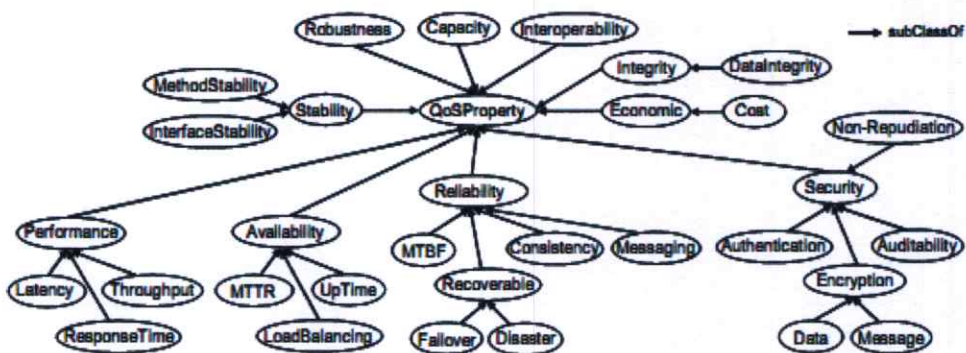 Robustness
Capacity
Interoperability
subClassOf
MethodStability
Integrity
DataIntegrity
InterfaceStability
Stability
QoSProperty
Economic
Cost
Non-Repudiation
Reliability
Security
Performance
Availability
MTBF
Consistency
Messaging
Authentication
Auditability
Latency
Throughput
MTTR
UpTime
Recoverable
Encryption
ResponseTime
LoadBalancing
Failover
Disaster
Data
Message